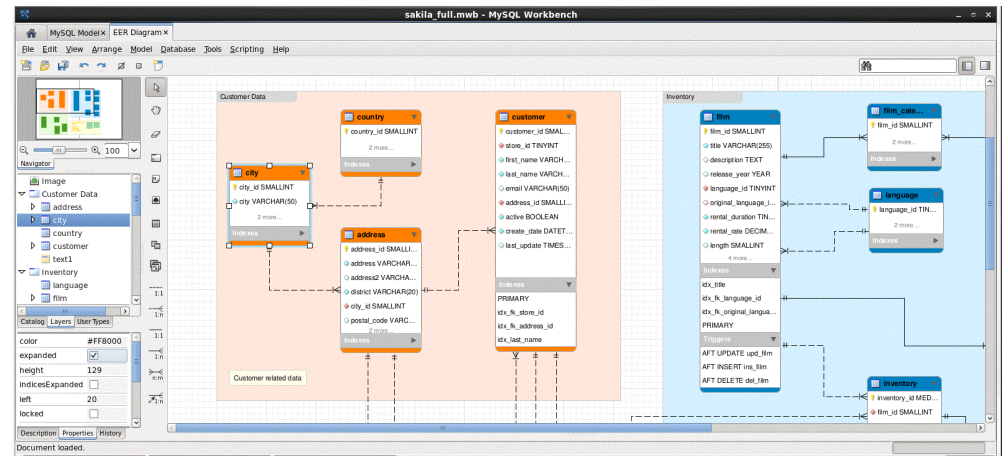 sakila_full.mwb - MySQL Workbench
MySQL Model× EER Diagram×
File Edit View Arrange Model Database Tools Scripting Help
100
Navigator
Image
Customer Data
address
city
country
customer
text1
Inventory
language
film
Catalog Layers User Types
color #FF8000
expanded
height 129
indicesExpanded
left 20
locked
Description Properties History
Document loaded.
1:1
1:n
1:1
1:n
n:m
1:n
Customer Data
country
country_id SMALLINT
2 more...
Indexes
city
city_id SMALLINT
city VARCHAR(50)
2 more...
Indexes
address
address_id SMALLI...
address VARCHAR...
address2 VARCHA...
district VARCHAR(20)
city_id SMALLINT
postal_code VARC...
2 more...
Indexes
Customer related data
customer
customer_id SMAL...
store_id TINYINT
first_name VARCH...
last_name VARCH...
email VARCHAR(50)
address_id SMALLI...
active BOOLEAN
create_date DATET...
last_update TIMES...
Indexes
PRIMARY
idx_fk_store_id
idx_fk_address_id
idx_last_name
Inventory
film
film_id SMALLINT
title VARCHAR(255)
description TEXT
release_year YEAR
language_id TINYINT
original_language_i...
rental_duration TIN...
rental_rate DECIM...
length SMALLINT
4 more...
Indexes
idx_title
idx_fk_language_id
idx_fk_original_langua...
PRIMARY
Triggers
AFT UPDATE upd_film
AFT INSERT ins_film
AFT DELETE del_film
film_cate...
film_id SMALLINT
2 more...
Indexes
language
language_id TIN...
2 more...
Indexes
inventory
inventory_id MED...
film_id SMALLINT